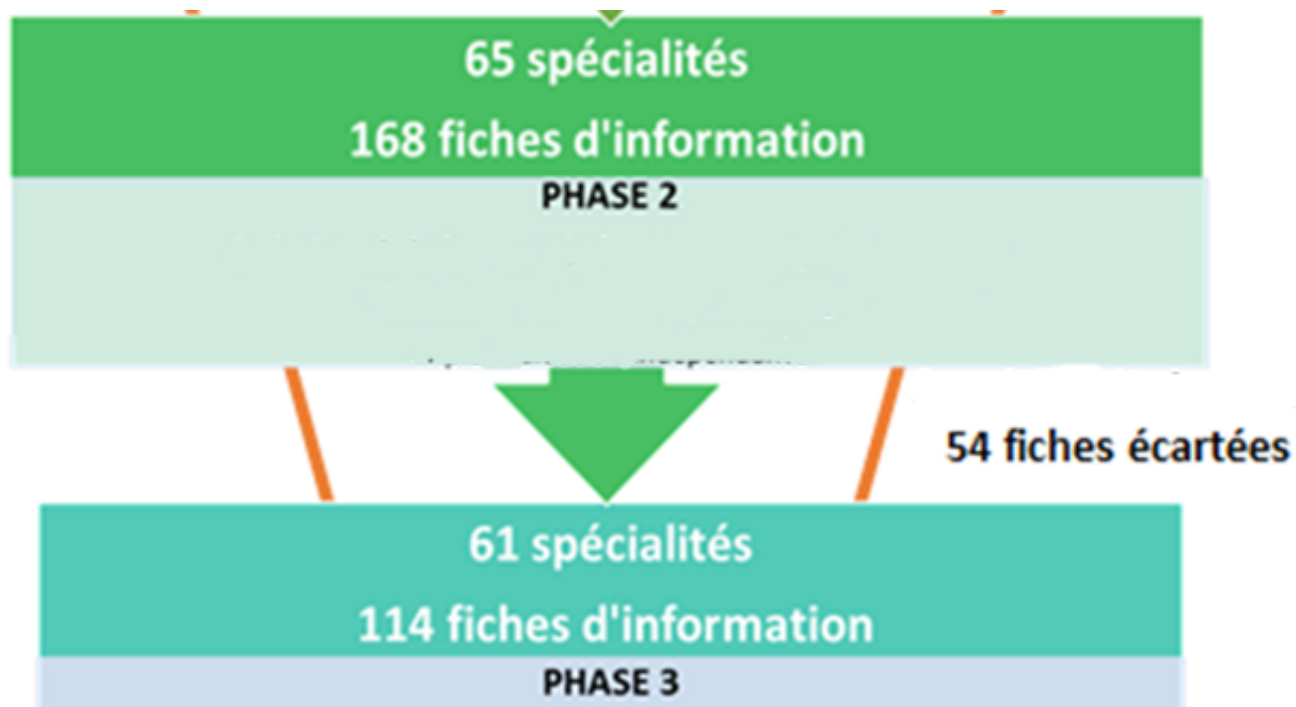 65 spécialités
168 fiches d'information
PHASE 2
54 fiches écartées
61 spécialités
114 fiches d'information
PHASE 3